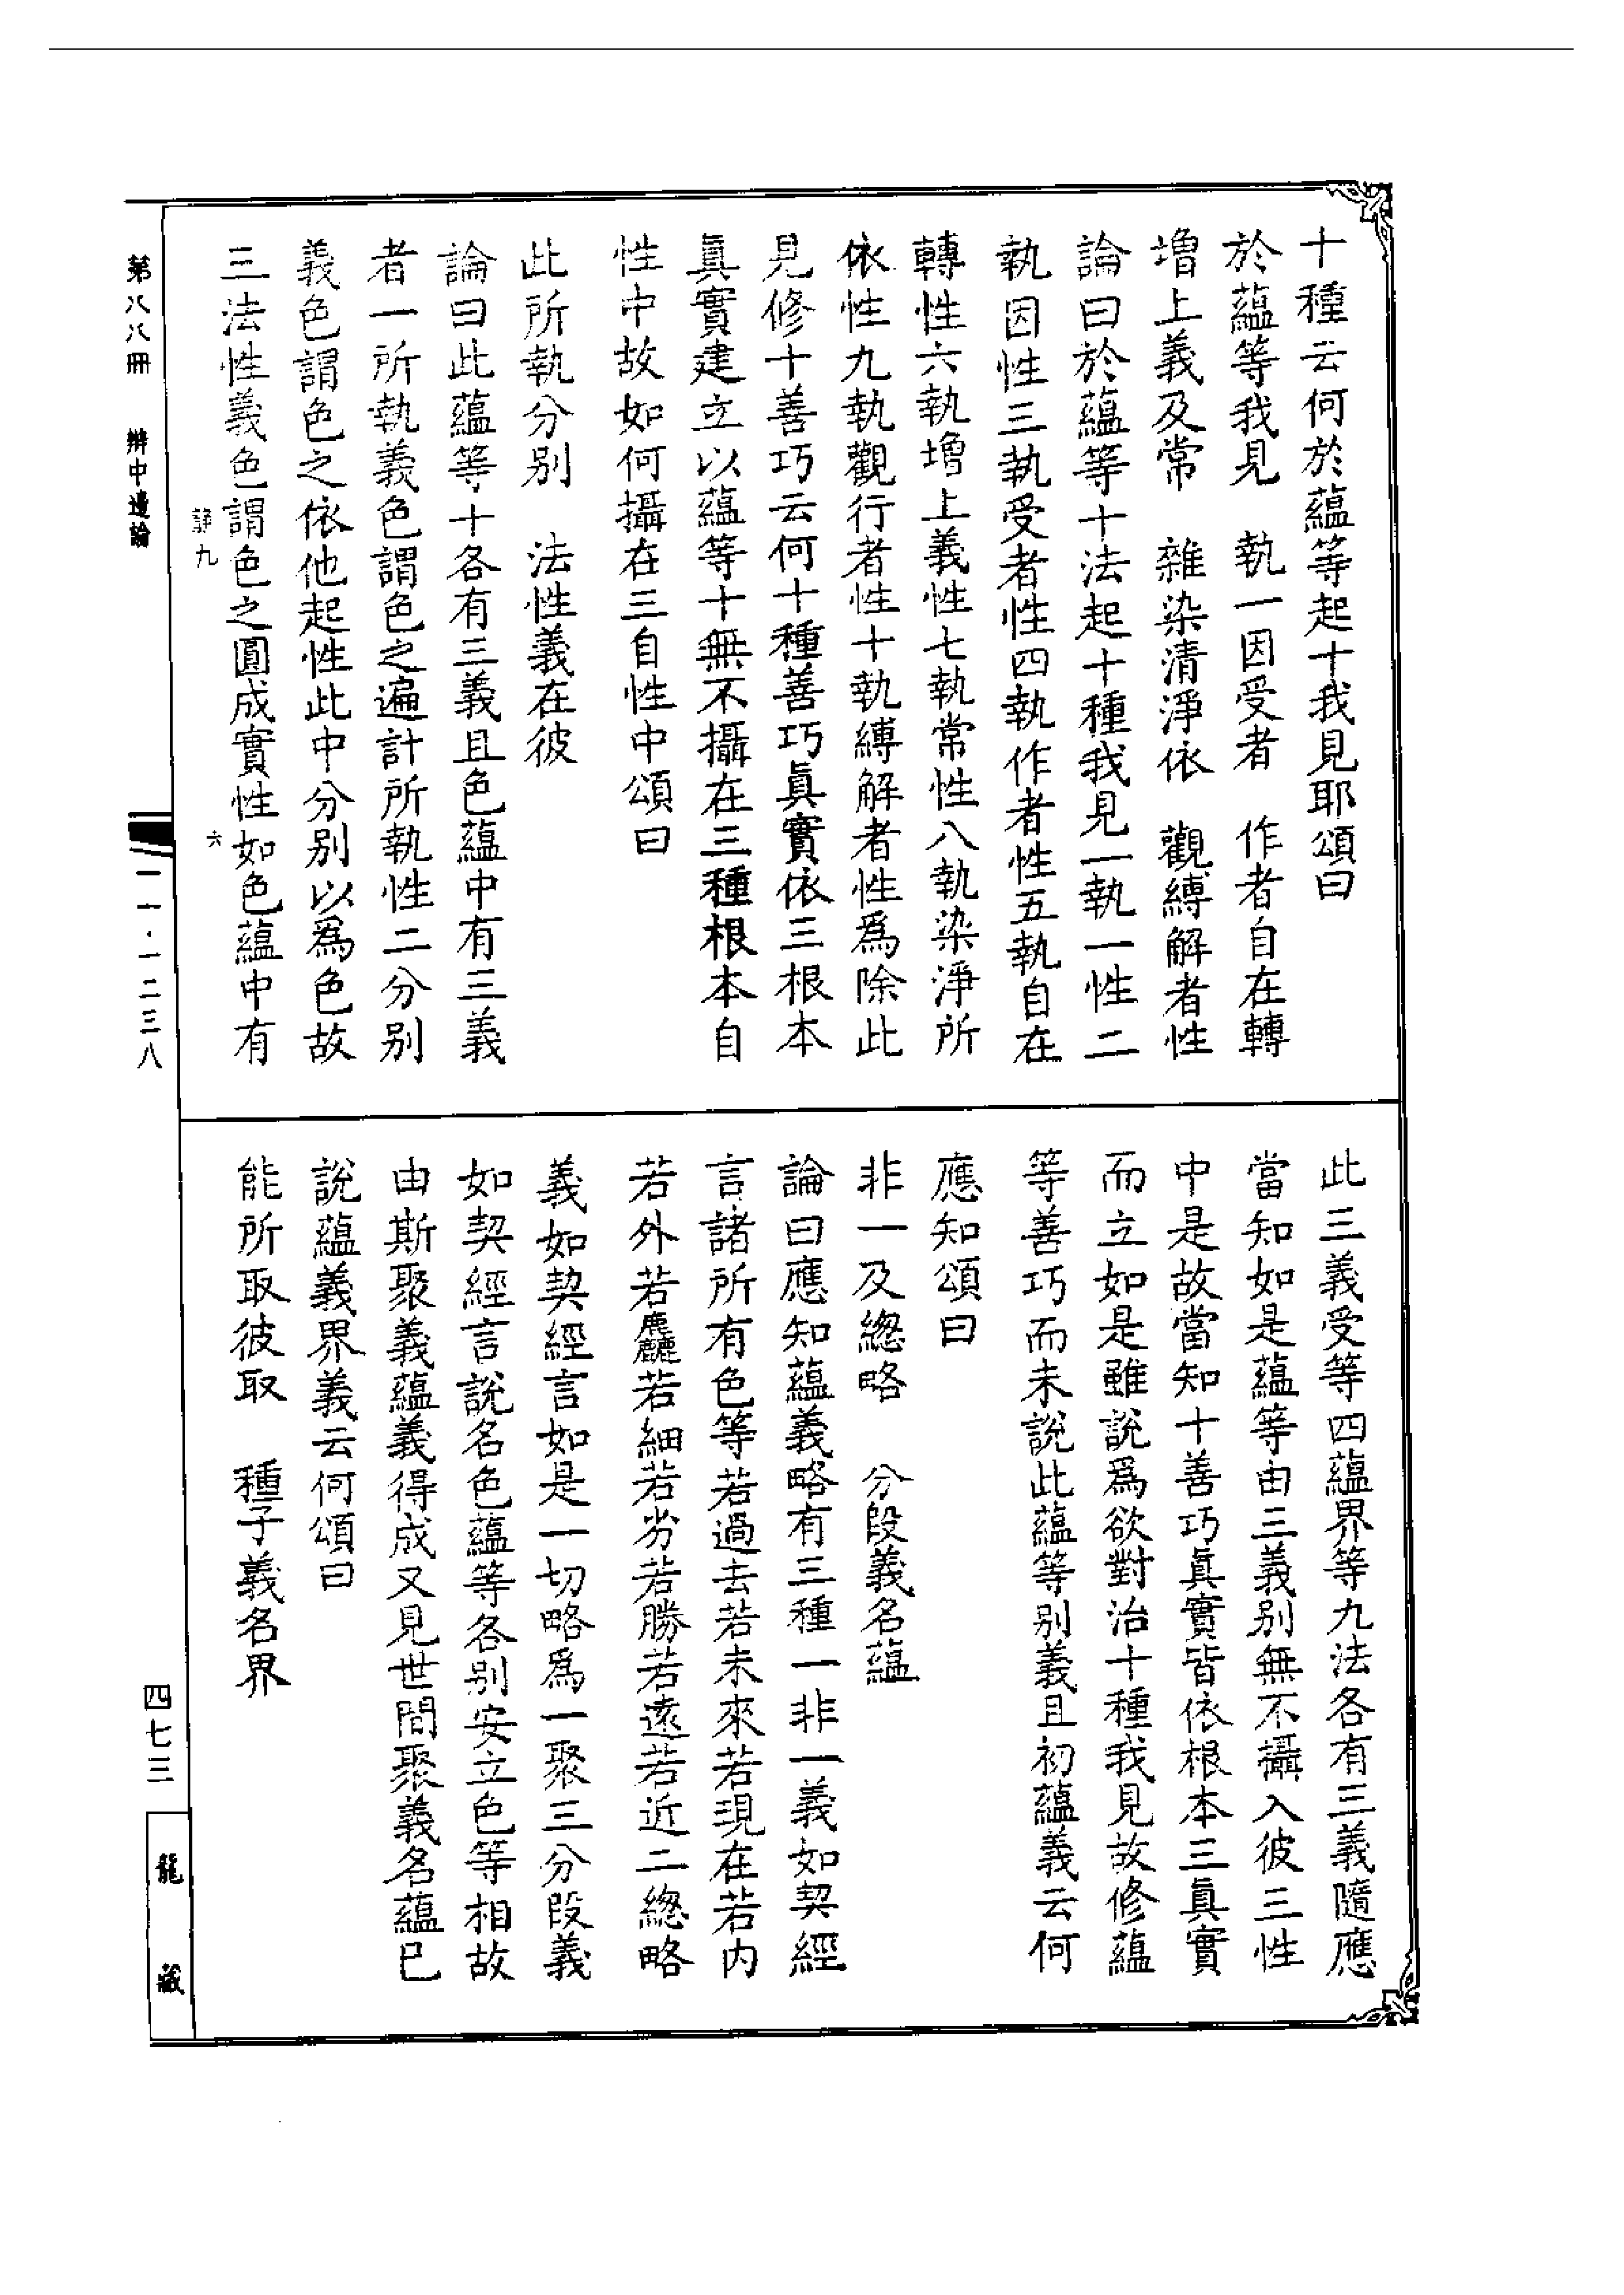 十種云何於蘊等起十我見耶頌曰
於蘊等我見　執一因受者　作者自在轉
增上義及常　雜染清淨依　觀縛解者性
論曰於蘊等十法起十種我見一執一性二
執因性三執受者性四執作者性五執自在
轉性六執增上義性七執常性八執染淨所
依性九執觀行者性十執縛解者性爲除此
見修十善巧云何十種善巧眞實依三根本
眞實建立以蘊等十無不攝在三種根本自
性中故如何攝在三自性中頌曰
此所執分別　法性義在彼
論曰此蘊等十各有三義且色蘊中有三義
者一所執義色謂色之遍計所執性二分別
義色謂色之依他起性此中分別以爲色故
三法性義色謂色之圓成實性如色蘊中有
此三義受等四蘊界等九法各有三義隨應
當知如是蘊等由三義別無不攝入彼三性
中是故當知十善巧眞實皆依根本三眞實
而立如是雖說爲欲對治十種我見故修蘊
等善巧而未說此蘊等別義且初蘊義云何
應知頌曰
非一及緫略　分段義名蘊
論曰應知蘊義略有三種一非一義如契經
言諸所有色等若過去若未來若現在若內
若外若麤若細若劣若勝若遠若近二緫略
義如契經言如是一切略爲一聚三分段義
如契經言說名色蘊等各別安立色等相故
由斯聚義蘊義得成又見世間聚義名蘊已
說蘊義界義云何頌曰
能所取彼取　種子義名界
靜九
六
第八八冊　辯中邊論
一一・一二三八
四七三
龍藏